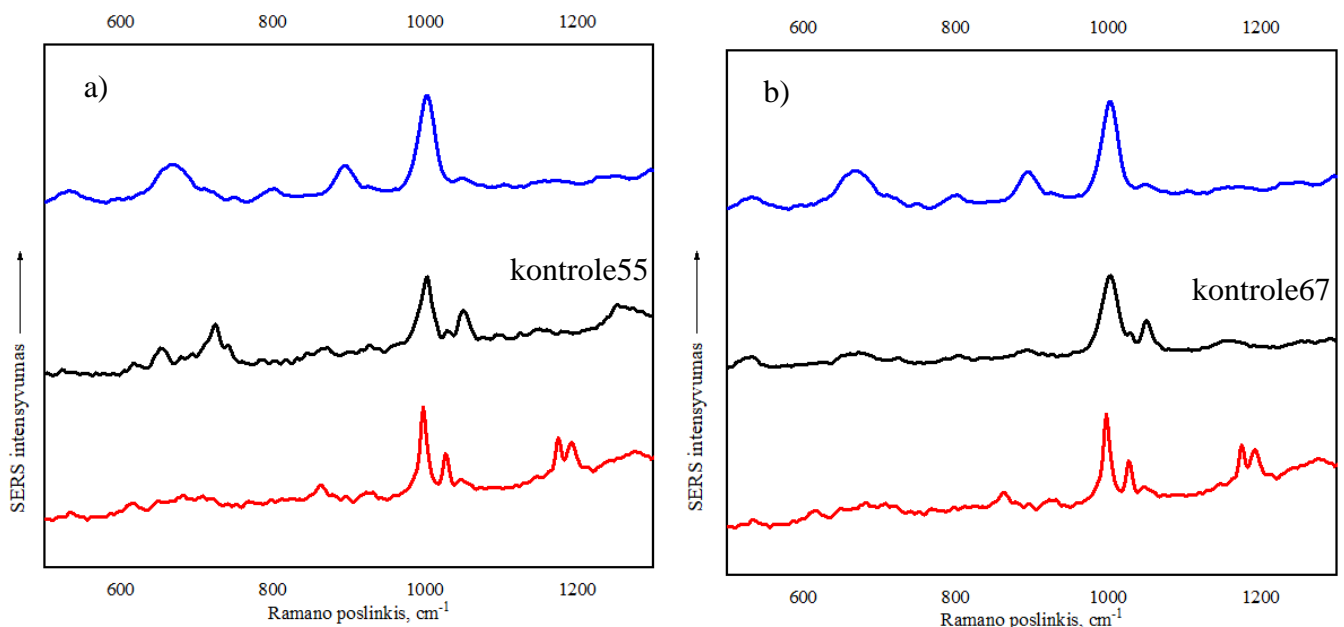 600 800 1000 1200
a)
kontrole55
SERS intensyvumas
600 800 1000 1200
Ramano poslinkis, cm-1
600 800 1000 1200
b)
kontrole67
SERS intensyvumas
600 800 1000 1200
Ramano poslinkis, cm-1